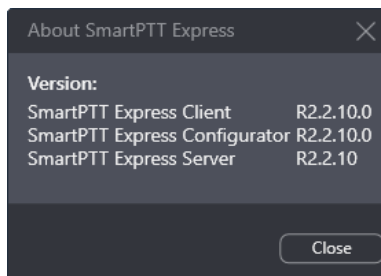 About SmartPTT Express
Version:
SmartPTT Express Client R2.2.10.0
SmartPTT Express Configurator R2.2.10.0
SmartPTT Express Server R2.2.10
Close